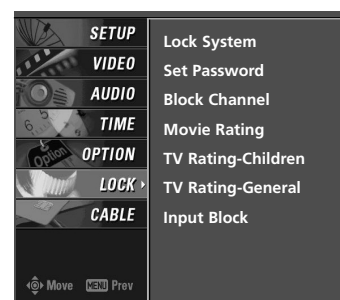 SETUP
VIDEO
AUDIO
TIME
OPTION
LOCK
CABLE
Move MENU Prev
Lock System
Set Password
Block Channel
Movie Rating
TV Rating-Children
TV Rating-General
Input Block